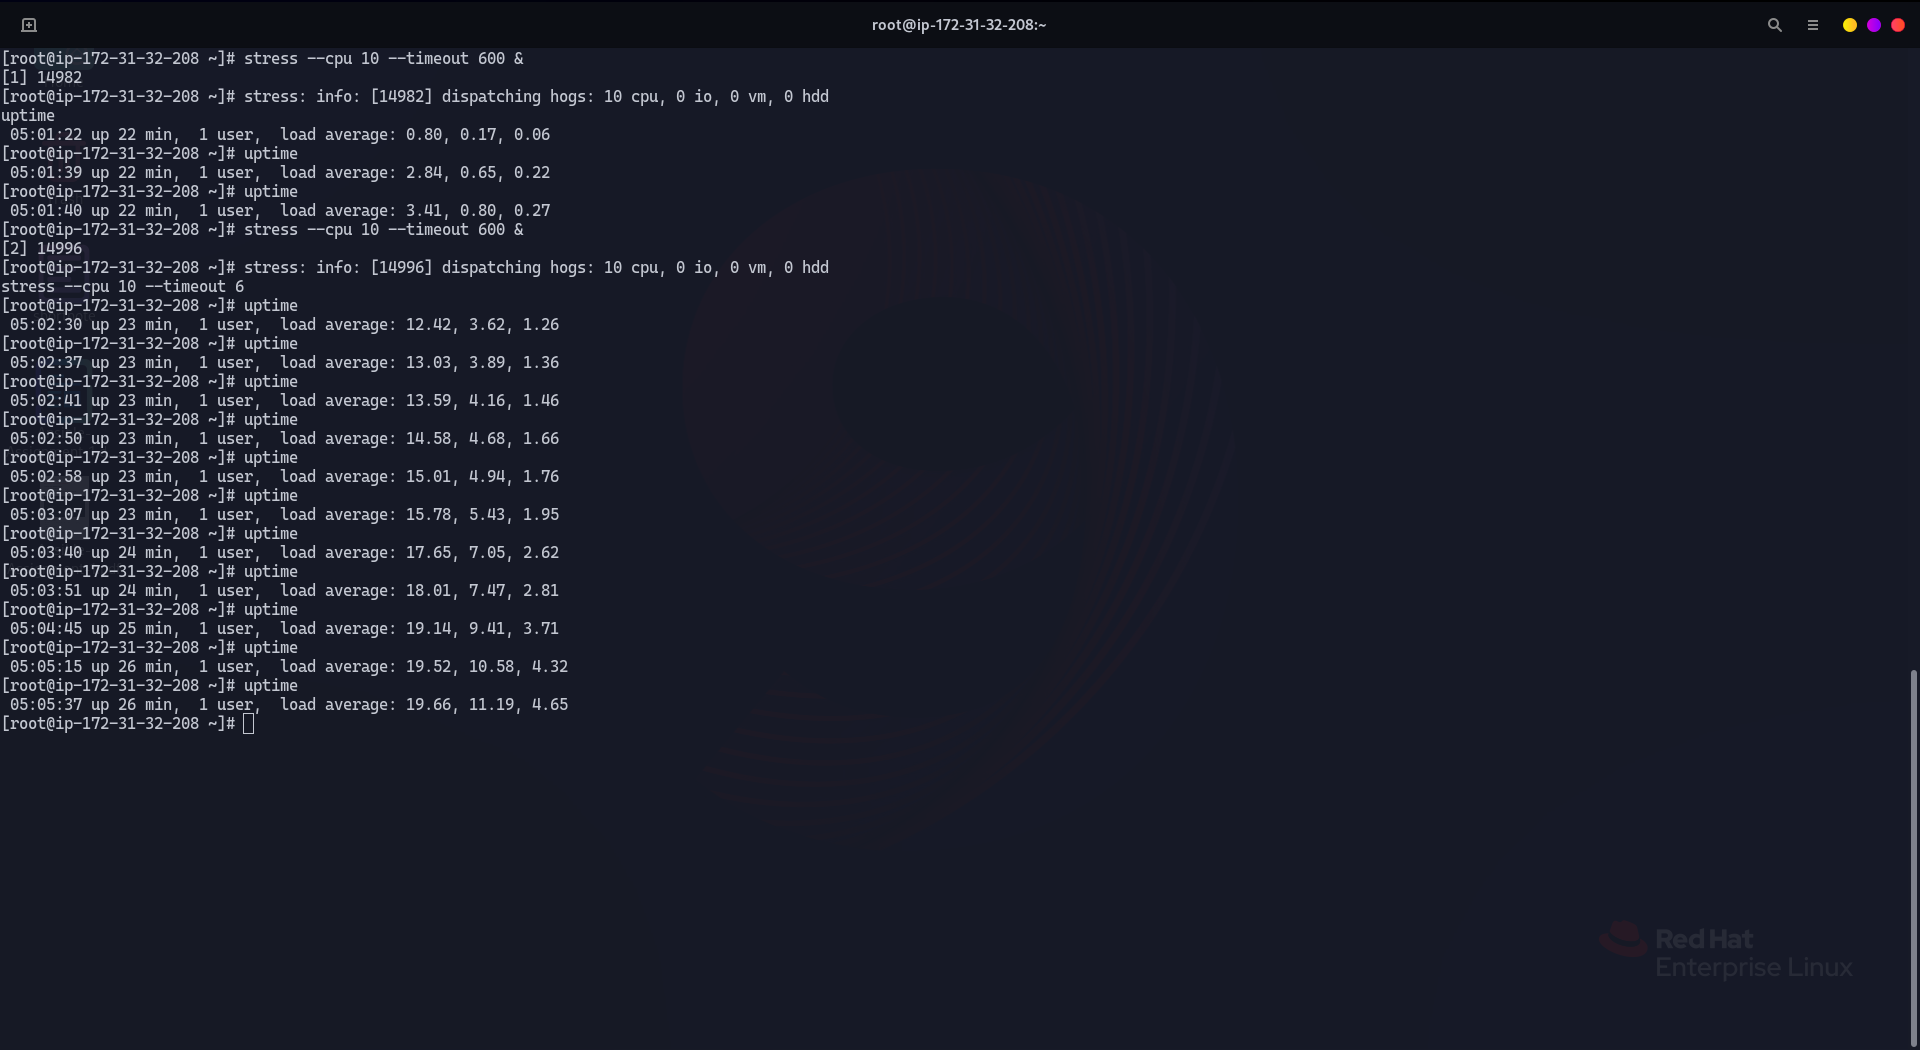 root@ip-172-31-32-208:~
[root@ip-172-31-32-208 ~]# stress --cpu 10 --timeout 600 &
[1] 14982
[root@ip-172-31-32-208 ~]# stress: info: [14982] dispatching hogs: 10 cpu, 0 io, 0 vm, 0 hdd
uptime
 05:01:22 up 22 min,  1 user,  load average: 0.80, 0.17, 0.06
[root@ip-172-31-32-208 ~]# uptime
 05:01:39 up 22 min,  1 user,  load average: 2.84, 0.65, 0.22
[root@ip-172-31-32-208 ~]# uptime
 05:01:40 up 22 min,  1 user,  load average: 3.41, 0.80, 0.27
[root@ip-172-31-32-208 ~]# stress --cpu 10 --timeout 600 &
[2] 14996
[root@ip-172-31-32-208 ~]# stress: info: [14996] dispatching hogs: 10 cpu, 0 io, 0 vm, 0 hdd
stress --cpu 10 --timeout 6
[root@ip-172-31-32-208 ~]# uptime
 05:02:30 up 23 min,  1 user,  load average: 12.42, 3.62, 1.26
[root@ip-172-31-32-208 ~]# uptime
 05:02:37 up 23 min,  1 user,  load average: 13.03, 3.89, 1.36
[root@ip-172-31-32-208 ~]# uptime
 05:02:41 up 23 min,  1 user,  load average: 13.59, 4.16, 1.46
[root@ip-172-31-32-208 ~]# uptime
 05:02:50 up 23 min,  1 user,  load average: 14.58, 4.68, 1.66
[root@ip-172-31-32-208 ~]# uptime
 05:02:58 up 23 min,  1 user,  load average: 15.01, 4.94, 1.76
[root@ip-172-31-32-208 ~]# uptime
 05:03:07 up 23 min,  1 user,  load average: 15.78, 5.43, 1.95
[root@ip-172-31-32-208 ~]# uptime
 05:03:40 up 24 min,  1 user,  load average: 17.65, 7.05, 2.62
[root@ip-172-31-32-208 ~]# uptime
 05:03:51 up 24 min,  1 user,  load average: 18.01, 7.47, 2.81
[root@ip-172-31-32-208 ~]# uptime
 05:04:45 up 25 min,  1 user,  load average: 19.14, 9.41, 3.71
[root@ip-172-31-32-208 ~]# uptime
 05:05:15 up 26 min,  1 user,  load average: 19.52, 10.58, 4.32
[root@ip-172-31-32-208 ~]# uptime
 05:05:37 up 26 min,  1 user,  load average: 19.66, 11.19, 4.65
[root@ip-172-31-32-208 ~]#
Red Hat
Enterprise Linux